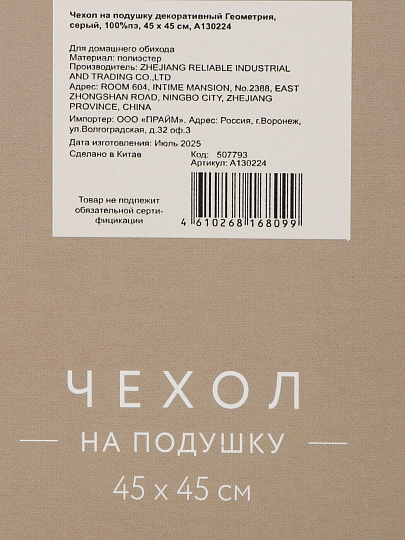 Чехол на подушку декоративный Геометрия,
серый, 100%пэ, 45 х 45 см, A130224
Для домашнего обихода
Материал: полиэстер
Производитель: ZHEJIANG RELIABLE INDUSTRIAL
AND TRADING CO.,LTD
Адрес: ROOM 604, INTIME MANSION, No.2388, EAST
ZHONGSHAN ROAD, NINGBO CITY, ZHEJIANG
PROVINCE, CHINA
Импортер: ООО «ПРАЙМ». Адрес: Россия, г.Воронеж,
ул.Волгоградская, д.32 оф.3
Дата изготовления: Июль 2025
Сделано в Китае
Код: 507793
Артикул: A130224
Товар не подлежит
обязательной серти-
фицикации
4 610268 168099
ЧЕХОЛ
НА ПОДУШКУ
45 х 45 см